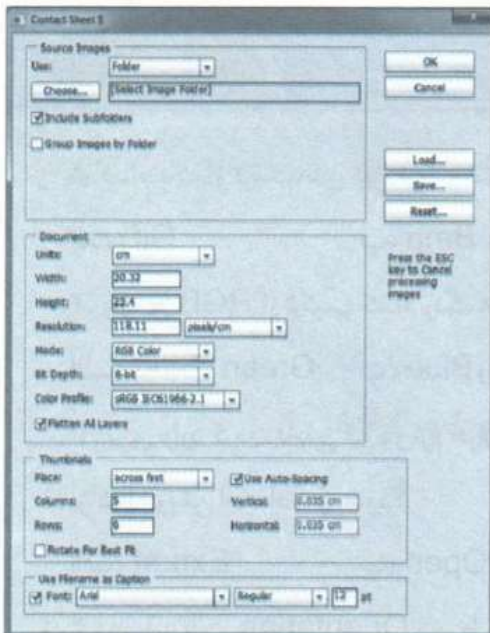 Contact Sheet II
Source Images
Use: Folder
Choose... [Select Image Folder]
Include Subfolders
Group Images by Folder
OK
Cancel
Load...
Save...
Reset...
Press the ESC
key to Cancel
processing
images
Document
Units: cm
Width: 20.32
Height: 25.4
Resolution: 118.11 pixels/cm
Mode: RGB Color
Bit Depth: 8-bit
Color Profile: sRGB IEC61966-2.1
Flatten All Layers
Thumbnails
Place: across first
Use Auto-Spacing
Columns: 5
Vertical: 0.035 cm
Rows: 6
Horizontal: 0.035 cm
Rotate For Best Fit
Use Filename as Caption
Font: Arial Regular 12 pt